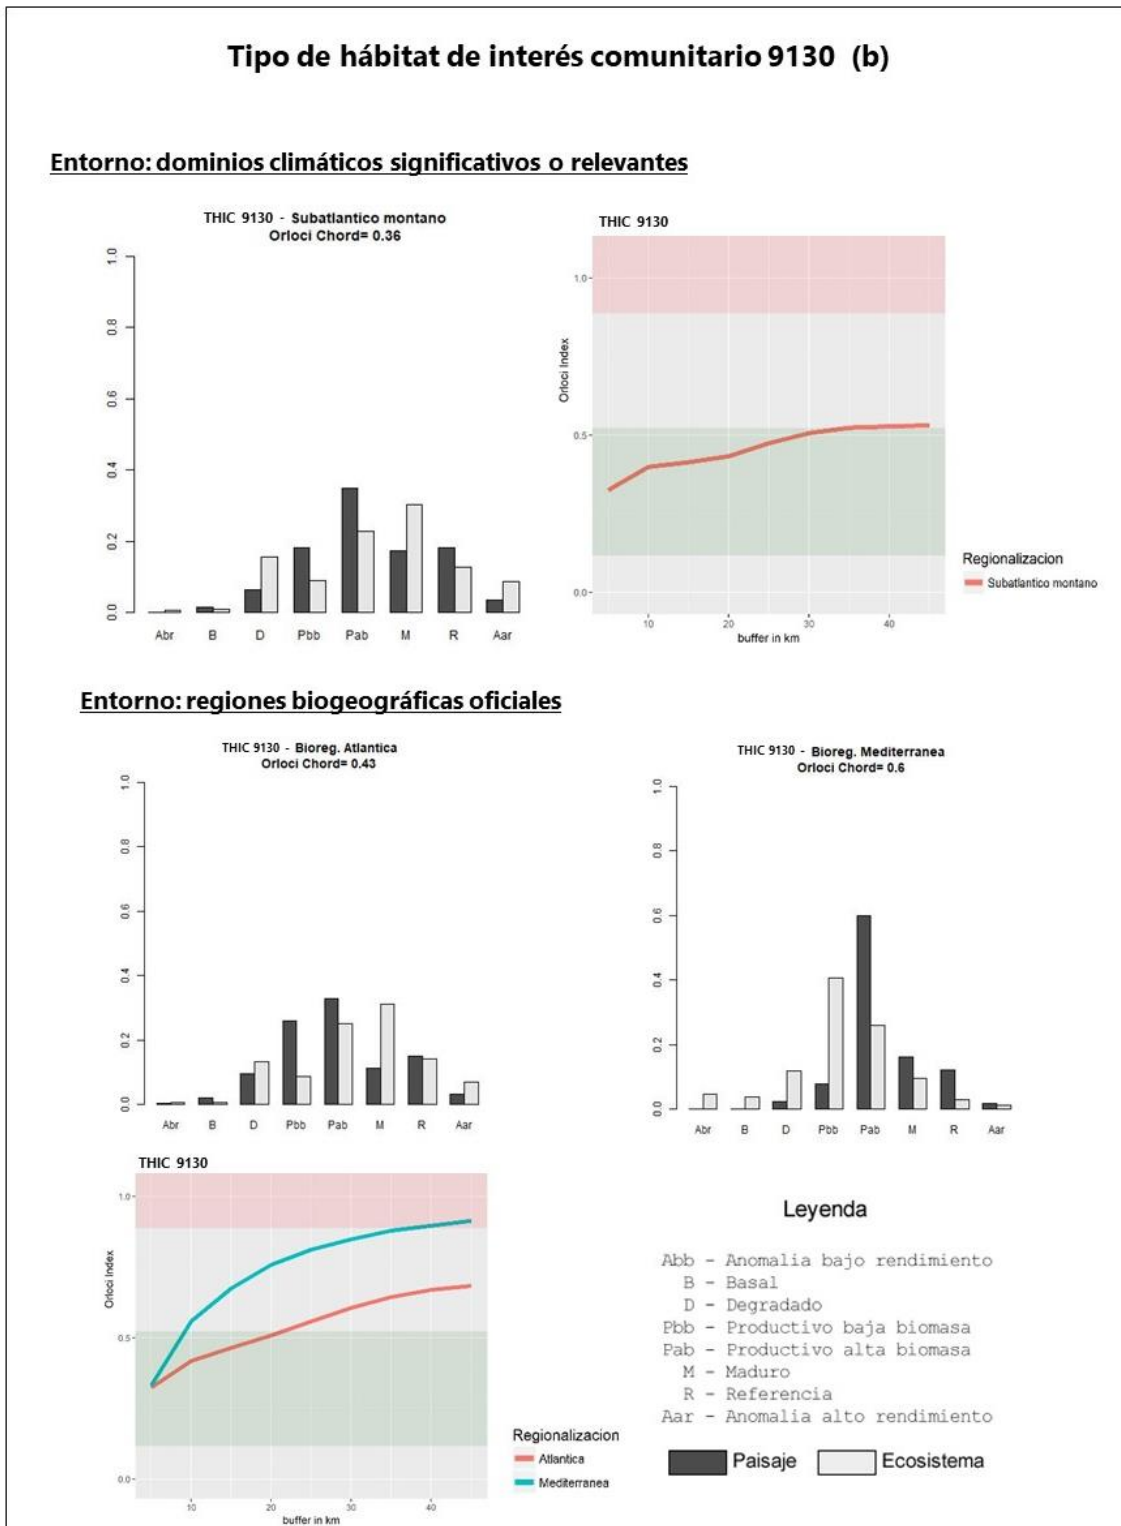 Tipo de hábitat de interés comunitario 9130 (b)
Entorno: dominios climáticos significativos o relevantes
THIC 9130 - Subatlantico montano
Orloci Chord= 0.36
1.0
0.8
0.6
0.4
0.2
0.0
Abr B D Pbb Pab M R Aar
THIC 9130
Orloci Index
1.0
0.5
0.0
10 20 30 40
buffer in km
Regionalizacion
Subatlantico montano
Entorno: regiones biogeográficas oficiales
THIC 9130 - Bioreg. Atlantica
Orloci Chord= 0.43
1.0
0.8
0.6
0.4
0.2
0.0
Abr B D Pbb Pab M R Aar
THIC 9130 - Bioreg. Mediterranea
Orloci Chord= 0.6
1.0
0.8
0.6
0.4
0.2
0.0
Abr B D Pbb Pab M R Aar
THIC 9130
Orloci Index
1.0
0.5
0.0
10 20 30 40
buffer in km
Regionalizacion
Atlantica
Mediterranea
Leyenda
Abb - Anomalia bajo rendimiento
B - Basal
D - Degradado
Pbb - Productivo baja biomasa
Pab - Productivo alta biomasa
M - Maduro
R - Referencia
Aar - Anomalia alto rendimiento
Paisaje Ecosistema